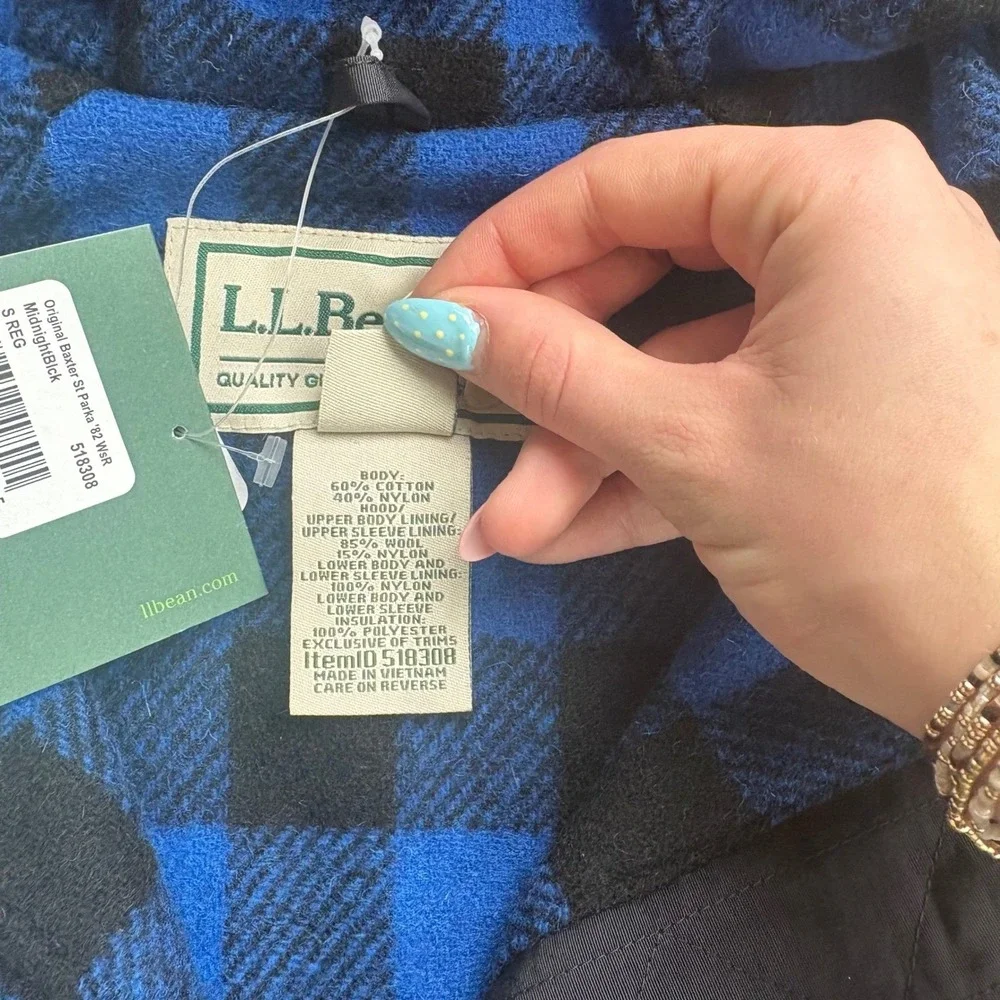 L.L.Be
QUALITY G
BODY:
60% COTTON
40% NYLON
HOOD/
UPPER BODY LINING/
UPPER SLEEVE LINING:
85% WOOL
15% NYLON
LOWER BODY AND
LOWER SLEEVE LINING:
100% NYLON
LOWER BODY AND
LOWER SLEEVE
INSULATION:
100% POLYESTER
EXCLUSIVE OF TRIMS
ItemID 518308
MADE IN VIETNAM
CARE ON REVERSE
Original Baxter St Parka '82 WsR
MidnightBlck
518308
S REG
llbean.com